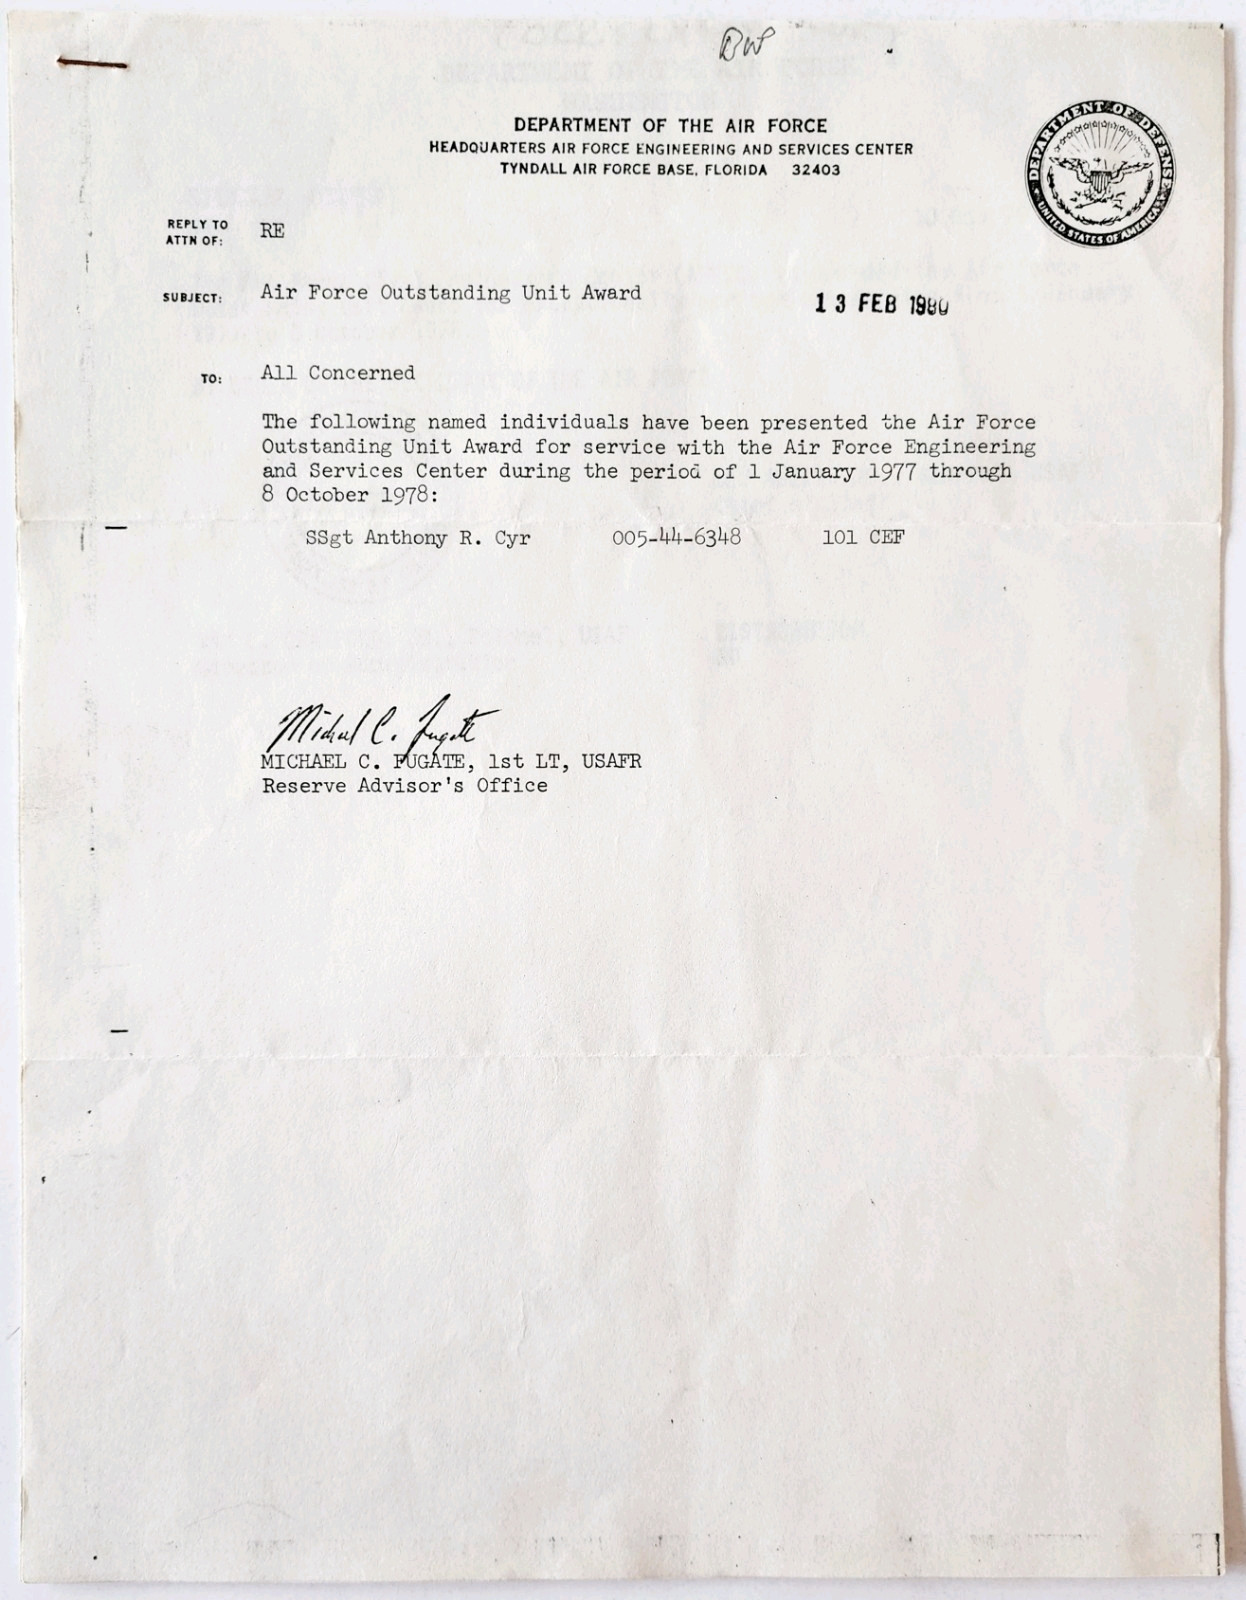 BW
DEPARTMENT OF THE AIR FORCE
HEADQUARTERS AIR FORCE ENGINEERING AND SERVICES CENTER
TYNDALL AIR FORCE BASE, FLORIDA 32403
DEPARTMENT OF DEFENSE
UNITED STATES OF AMERICA
REPLY TO
ATTN OF: RE
SUBJECT: Air Force Outstanding Unit Award
13 FEB 1980
TO: All Concerned
The following named individuals have been presented the Air Force
Outstanding Unit Award for service with the Air Force Engineering
and Services Center during the period of 1 January 1977 through
8 October 1978:
SSgt Anthony R. Cyr 005-44-6348 101 CEF
Michael C. Fugate
MICHAEL C. FUGATE, 1st LT, USAFR
Reserve Advisor's Office